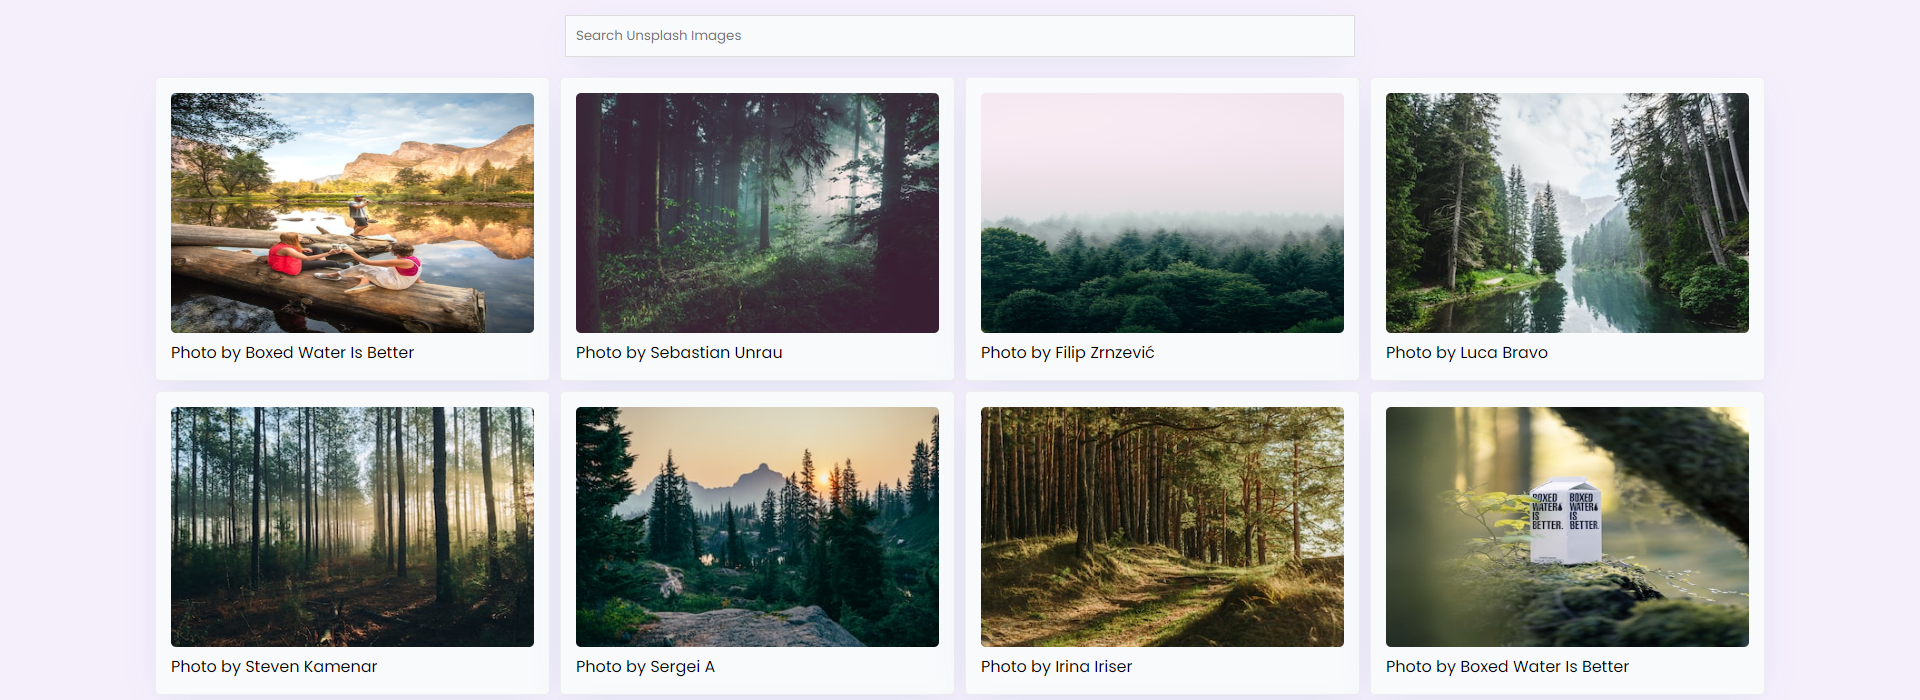 Search Unsplash Images
Photo by Boxed Water Is Better
Photo by Sebastian Unrau
Photo by Filip Zrnzević
Photo by Luca Bravo
BOXED BOXED
WATER WATER
IS IS
BETTER. BETTER.
Photo by Steven Kamenar
Photo by Sergei A
Photo by Irina Iriser
Photo by Boxed Water Is Better